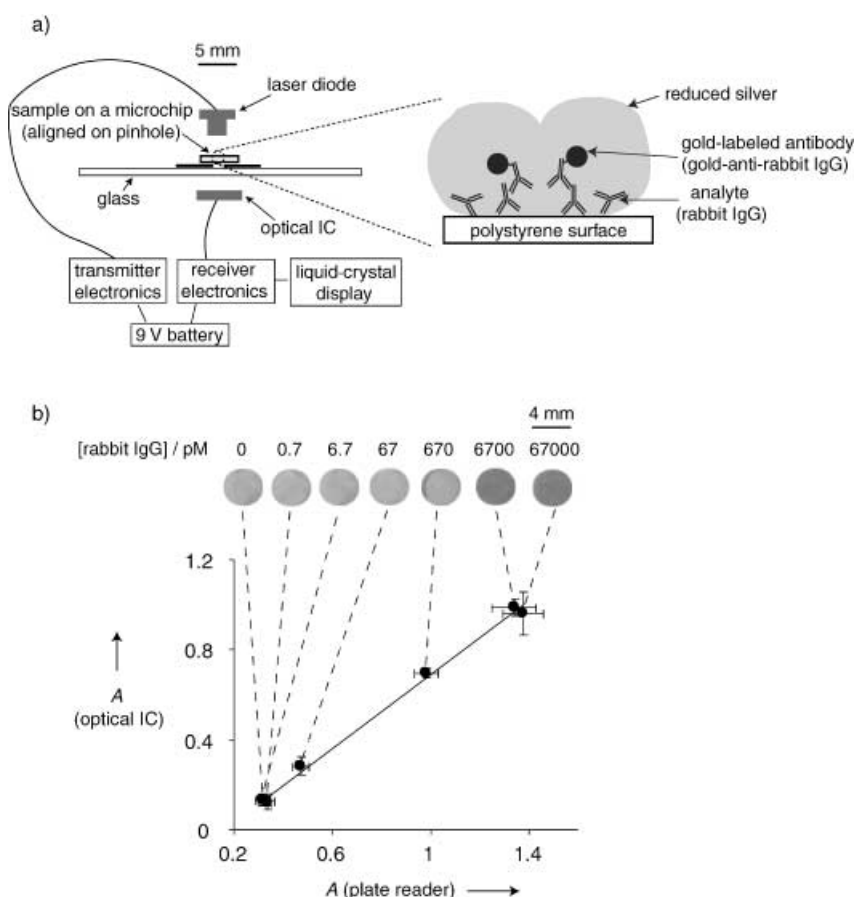 a)
5 mm
laser diode
sample on a microchip
(aligned on pinhole)
glass
optical IC
transmitter
electronics
receiver
electronics
liquid-crystal
display
9 V battery
reduced silver
gold-labeled antibody
(gold-anti-rabbit IgG)
analyte
(rabbit IgG)
polystyrene surface
b)
4 mm
[rabbit IgG] / pM 0 0.7 6.7 67 670 6700 67000
1.2
0.8
0.4
0
A
(optical IC)
0.2 0.6 1 1.4
A (plate reader)